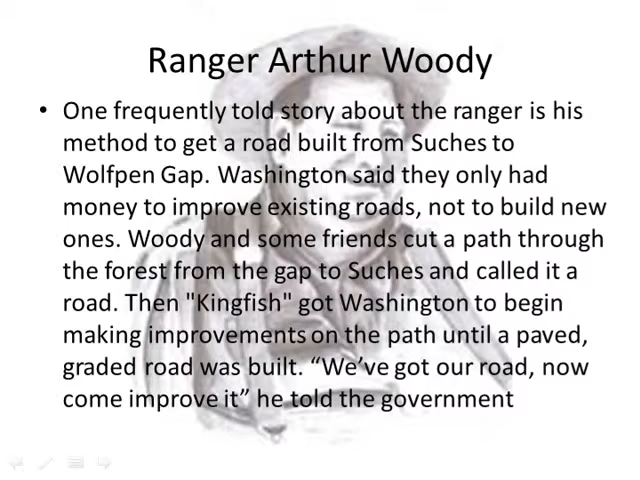 Ranger Arthur Woody
• One frequently told story about the ranger is his
method to get a road built from Suches to
Wolfpen Gap. Washington said they only had
money to improve existing roads, not to build new
ones. Woody and some friends cut a path through
the forest from the gap to Suches and called it a
road. Then "Kingfish" got Washington to begin
making improvements on the path until a paved,
graded road was built. “We’ve got our road, now
come improve it” he told the government